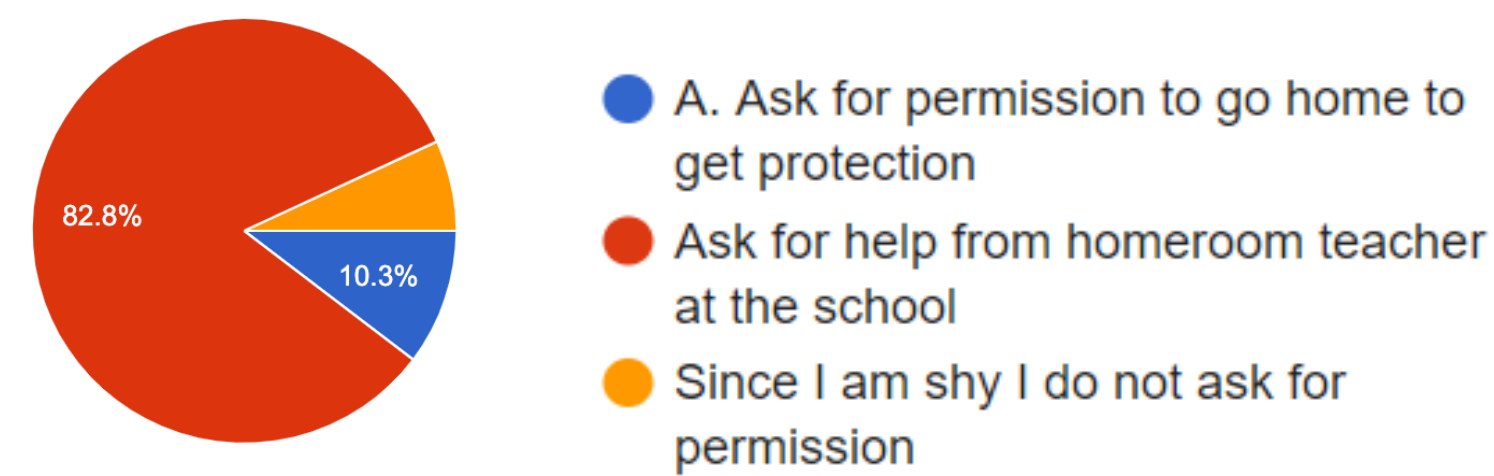 82.8%
10.3%
A. Ask for permission to go home to
get protection
Ask for help from homeroom teacher
at the school
Since I am shy I do not ask for
permission